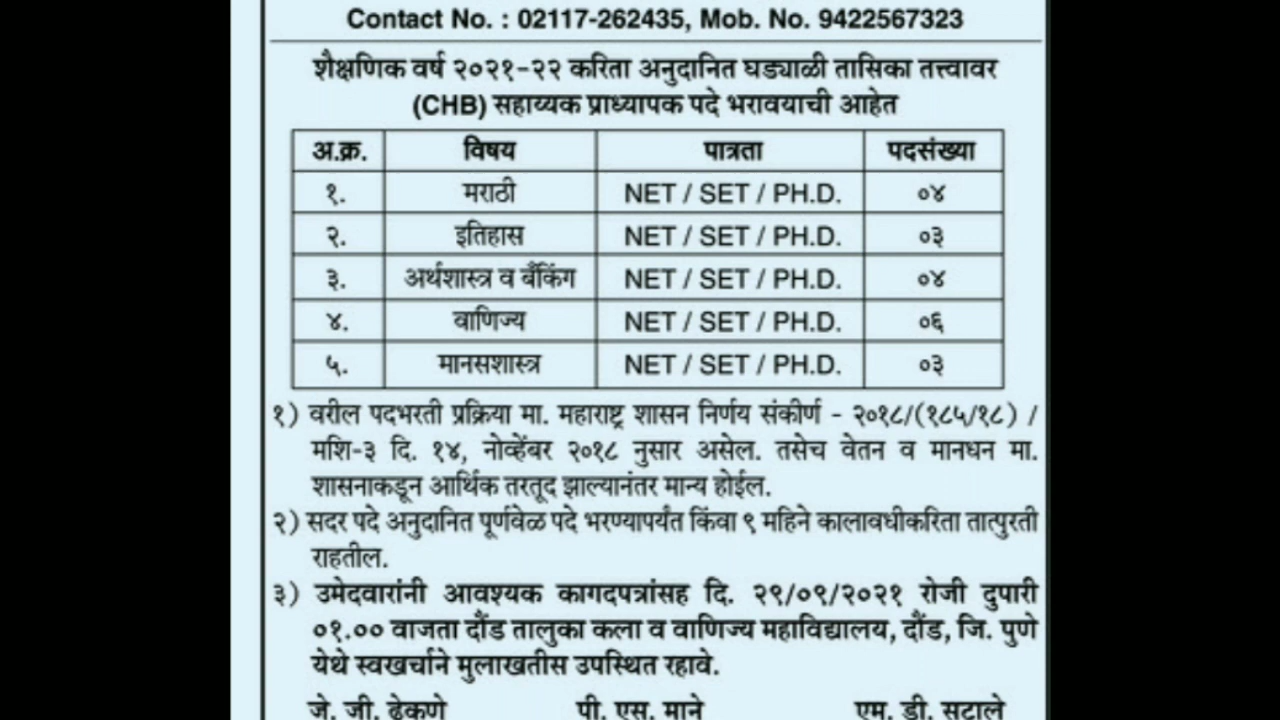 Contact No. : 02117-262435, Mob. No. 9422567323
शैक्षणिक वर्ष २०२१-२२ करिता अनुदानित घड्याळी तासिका तत्त्वावर
(CHB) सहाय्यक प्राध्यापक पदे भरावयाची आहेत
अ.क्र. विषय पात्रता पदसंख्या
१. मराठी NET / SET / PH.D. ०४
२. इतिहास NET / SET / PH.D. ०३
३. अर्थशास्त्र व बँकिंग NET / SET / PH.D. ०४
४. वाणिज्य NET / SET / PH.D. ०६
५. मानसशास्त्र NET / SET / PH.D. ०३
१) वरील पदभरती प्रक्रिया मा. महाराष्ट्र शासन निर्णय संकीर्ण - २०१८/(१८५/१८) /
मशि-३ दि. १४, नोव्हेंबर २०१८ नुसार असेल. तसेच वेतन व मानधन मा.
शासनाकडून आर्थिक तरतूद झाल्यानंतर मान्य होईल.
२) सदर पदे अनुदानित पूर्णवेळ पदे भरण्यापर्यंत किंवा ९ महिने कालावधीकरिता तात्पुरती
राहतील.
३) उमेदवारांनी आवश्यक कागदपत्रांसह दि. २९/०९/२०२१ रोजी दुपारी
०१.०० वाजता दौंड तालुका कला व वाणिज्य महाविद्यालय, दौंड, जि. पुणे
येथे स्वखर्चाने मुलाखतीस उपस्थित रहावे.
जे. जी. ढेकणे पी. एस. माने एम. डी. सटाले